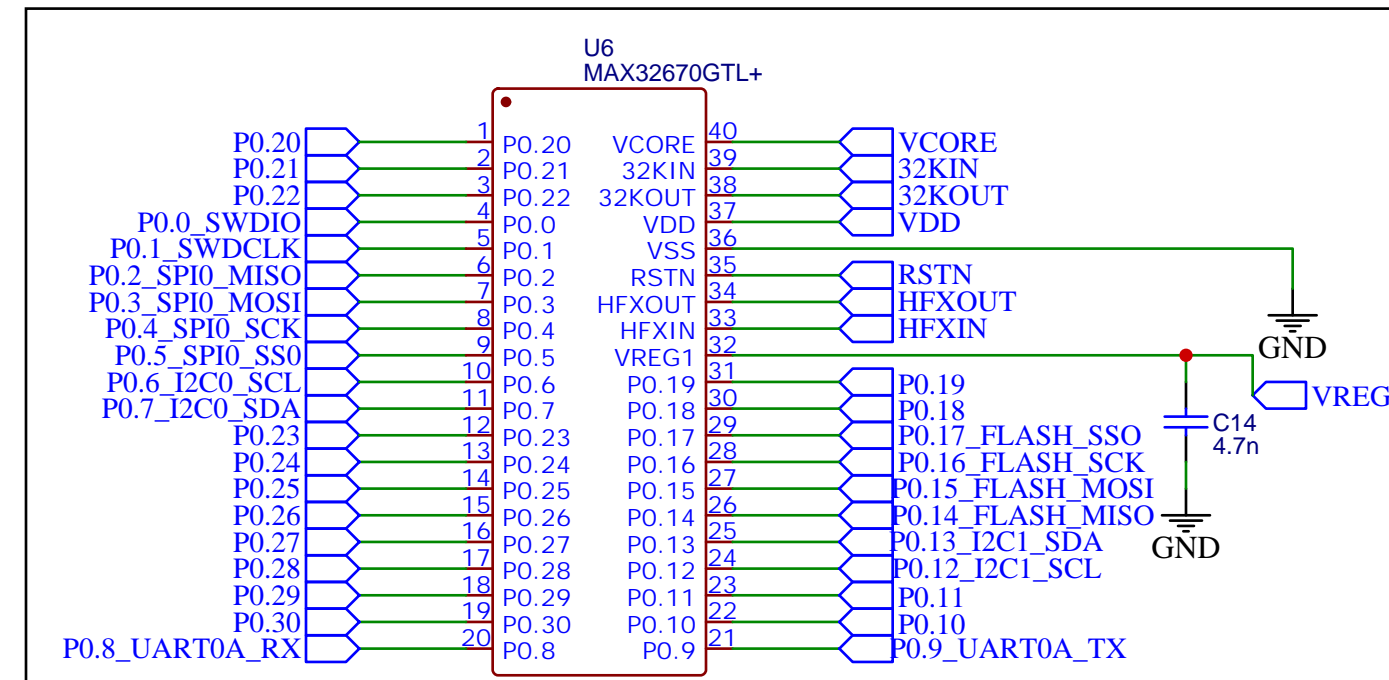 U6
MAX32670GTL+
P0.20 1 P0.20 VCORE 40 VCORE
P0.21 2 P0.21 32KIN 39 32KIN
P0.22 3 P0.22 32KOUT 38 32KOUT
P0.0_SWDIO 4 P0.0 VDD 37 VDD
P0.1_SWDCLK 5 P0.1 VSS 36
P0.2_SPI0_MISO 6 P0.2 RSTN 35 RSTN
P0.3_SPI0_MOSI 7 P0.3 HFXOUT 34 HFXOUT
P0.4_SPI0_SCK 8 P0.4 HFXIN 33 HFXIN
GND
P0.5_SPI0_SS0 9 P0.5 VREG1 32
P0.6_I2C0_SCL 10 P0.6 P0.19 31 P0.19
VREG
P0.7_I2C0_SDA 11 P0.7 P0.18 30 P0.18
C14
P0.23 12 P0.23 P0.17 29 P0.17_FLASH_SSO
4.7n
P0.24 13 P0.24 P0.16 28 P0.16_FLASH_SCK
P0.25 14 P0.25 P0.15 27 P0.15_FLASH_MOSI
P0.26 15 P0.26 P0.14 26 P0.14_FLASH_MISO
P0.27 16 P0.27 P0.13 25 P0.13_I2C1_SDA
GND
P0.28 17 P0.28 P0.12 24 P0.12_I2C1_SCL
P0.29 18 P0.29 P0.11 23 P0.11
P0.30 19 P0.30 P0.10 22 P0.10
P0.8_UART0A_RX 20 P0.8 P0.9 21 P0.9_UART0A_TX